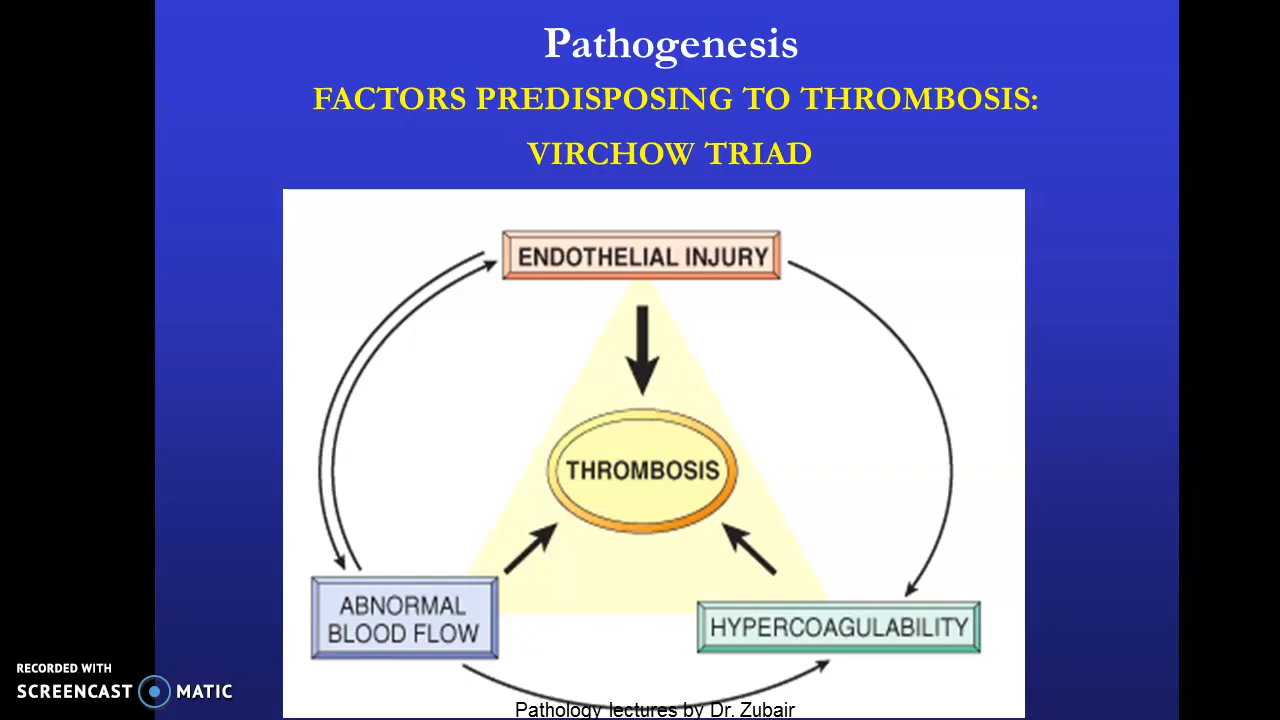 Pathogenesis
FACTORS PREDISPOSING TO THROMBOSIS:
VIRCHOW TRIAD
ENDOTHELIAL INJURY
THROMBOSIS
ABNORMAL
BLOOD FLOW
HYPERCOAGULABILITY
RECORDED WITH
SCREENCAST MATIC
Pathology lectures by Dr. Zubair